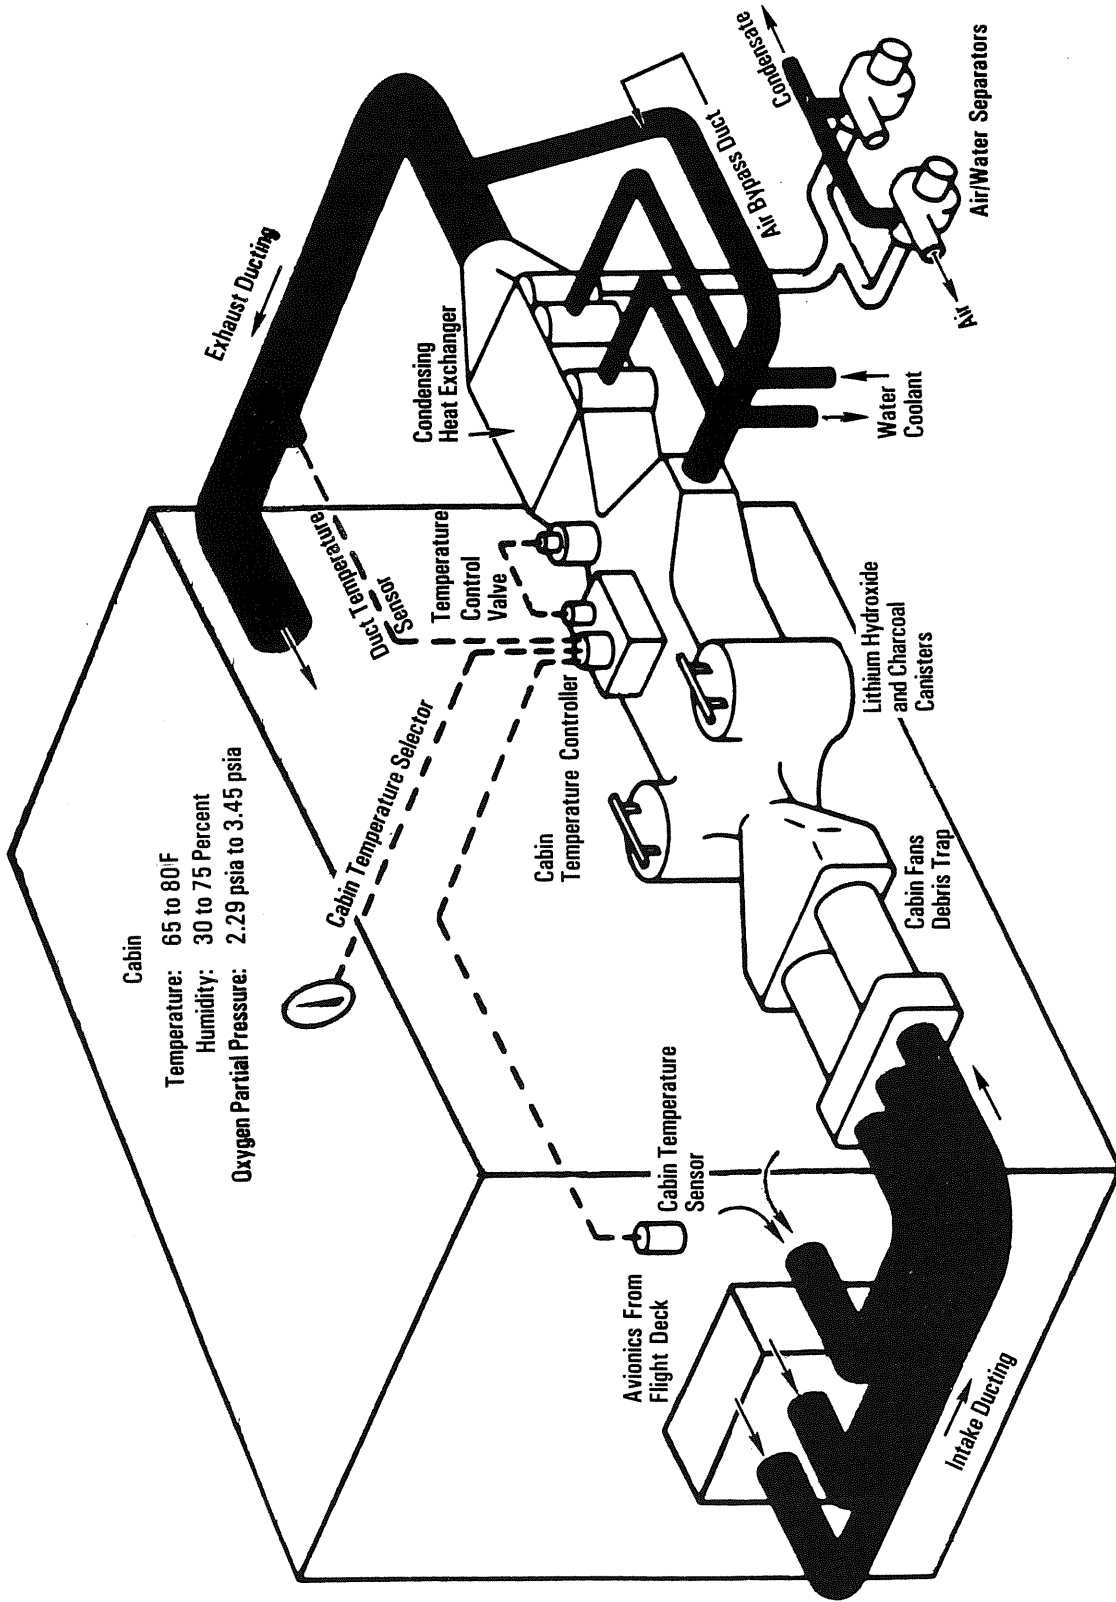 Cabin
Temperature: 65 to 80°F
Humidity: 30 to 75 Percent
Oxygen Partial Pressure: 2.29 psia to 3.45 psia
Exhaust Ducting
Duct Temperature
Sensor
Cabin Temperature Selector
Temperature
Control
Valve
Condensing
Heat Exchanger
Air Bypass Duct
Condensate
Air/Water Separators
Air
Water
Coolant
Cabin
Temperature Controller
Lithium Hydroxide
and Charcoal
Canisters
Cabin Fans
Debris Trap
Cabin Temperature
Sensor
Avionics From
Flight Deck
Intake Ducting